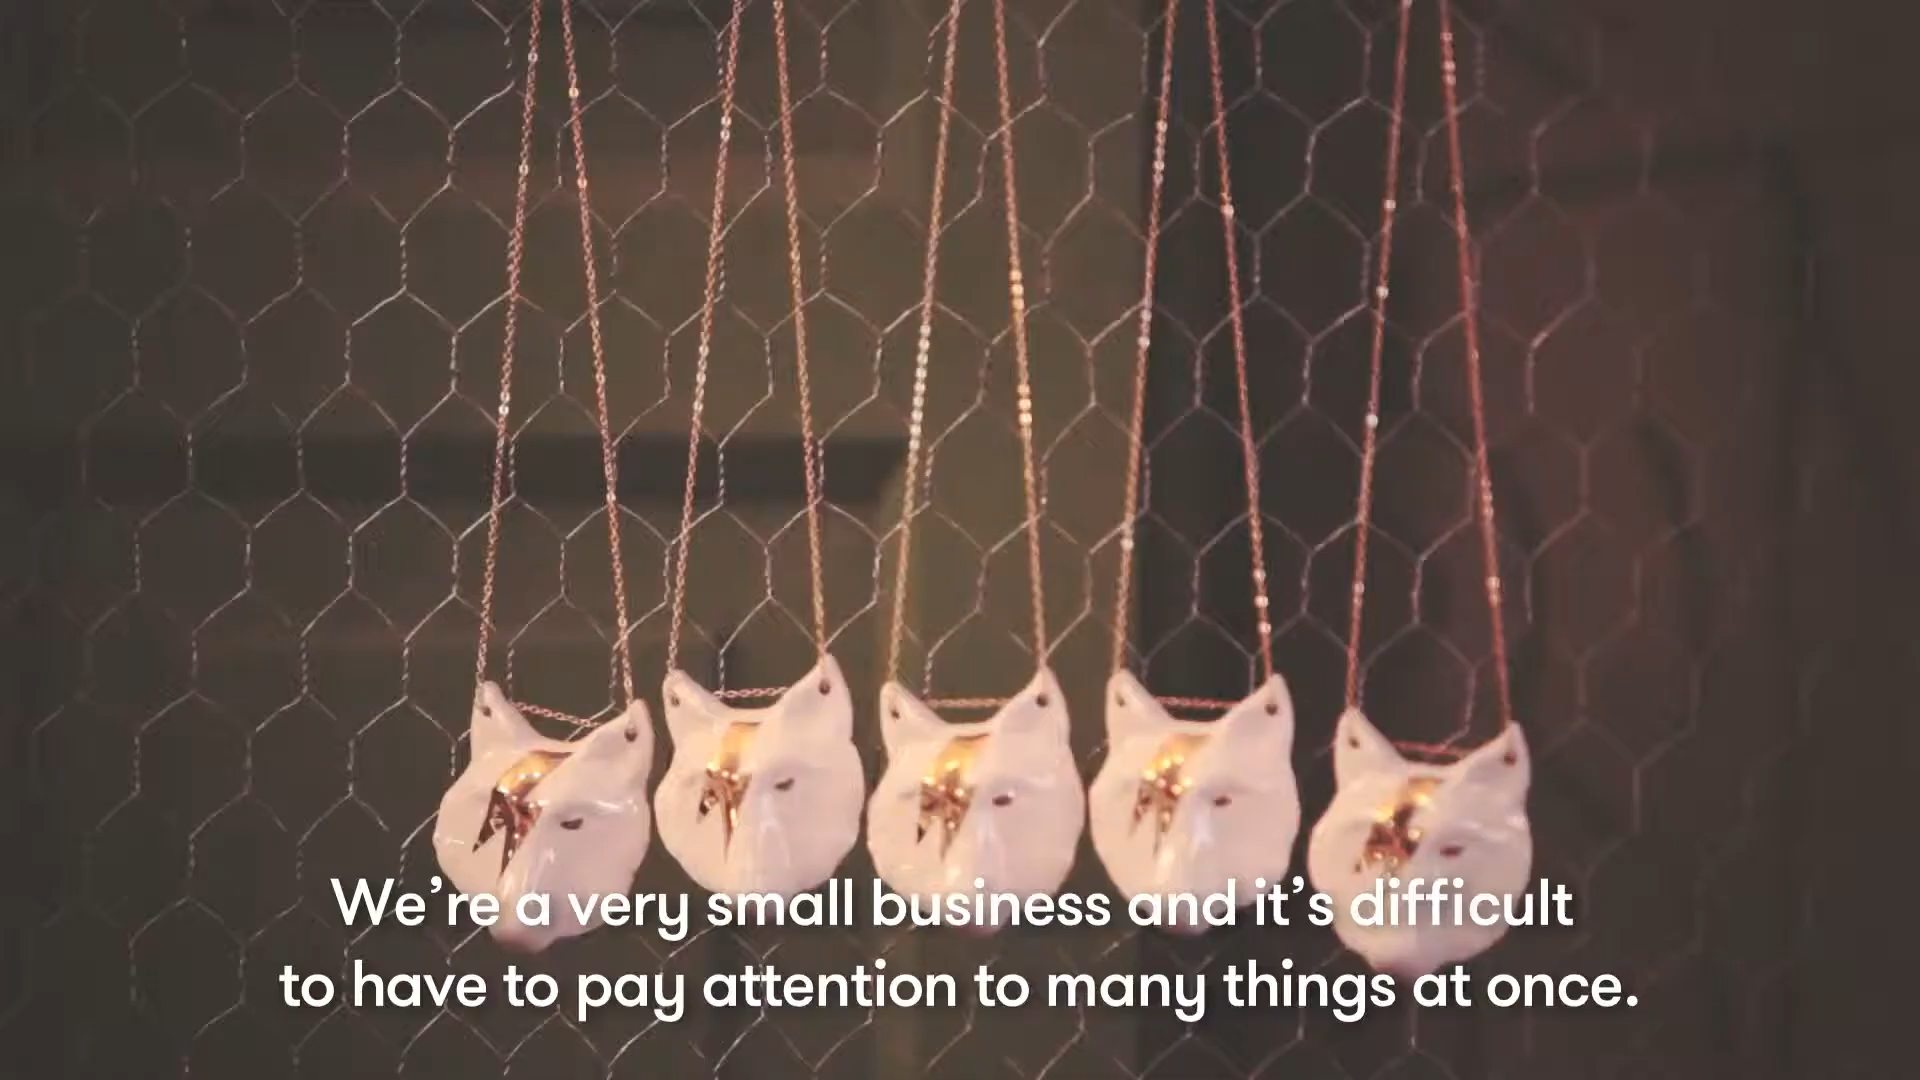 We’re a very small business and it’s difficult
to have to pay attention to many things at once.